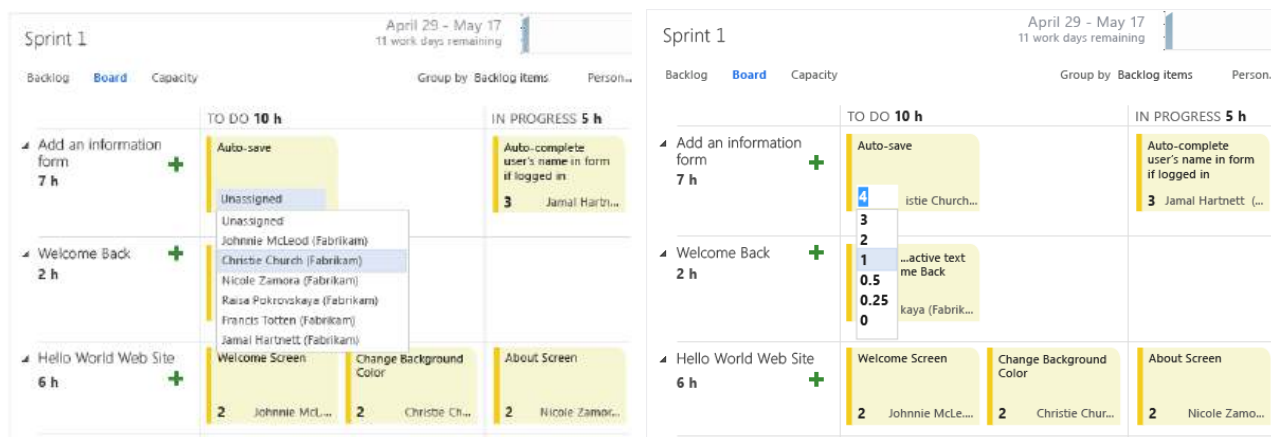 Sprint 1
April 29 - May 17
11 work days remaining
Backlog Board Capacity
Group by Backlog items Person...
TO DO 10 h
IN PROGRESS 5 h
Add an information
form
7 h
Auto-save
Unassigned
Unassigned
Johnnie McLeod (Fabrikam)
Christie Church (Fabrikam)
Nicole Zamora (Fabrikam)
Raisa Pokrovskaya (Fabrikam)
Francis Totten (Fabrikam)
Jamal Hartnett (Fabrikam)
Auto-complete
user's name in form
if logged in
3 Jamal Hartn...
Welcome Back
2 h
Hello World Web Site
6 h
Welcome Screen
2 Johnnie McL...
Change Background
Color
2 Christie Ch...
About Screen
2 Nicole Zamor...
Sprint 1
April 29 - May 17
11 work days remaining
Backlog Board Capacity
Group by Backlog items Person.
TO DO 10 h
IN PROGRESS 5 h
Add an information
form
7 h
Auto-save
4 istie Church...
3
2
1
0.5
0.25
0
Auto-complete
user's name in form
if logged in
3 Jamal Hartnett (...
Welcome Back
2 h
...active text
me Back
kaya (Fabrik...
Hello World Web Site
6 h
Welcome Screen
2 Johnnie McLe....
Change Background
Color
2 Christie Chur...
About Screen
2 Nicole Zamo...